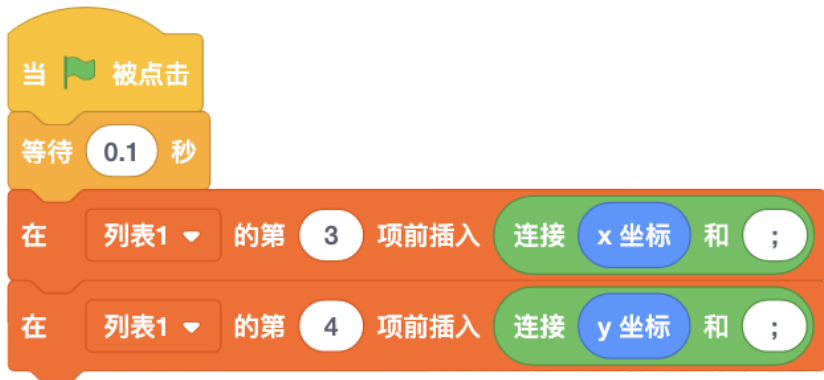 当 被点击
等待 0.1 秒
在 列表1 的第 3 项前插入 连接 x 坐标 和 ;
在 列表1 的第 4 项前插入 连接 y 坐标 和 ;